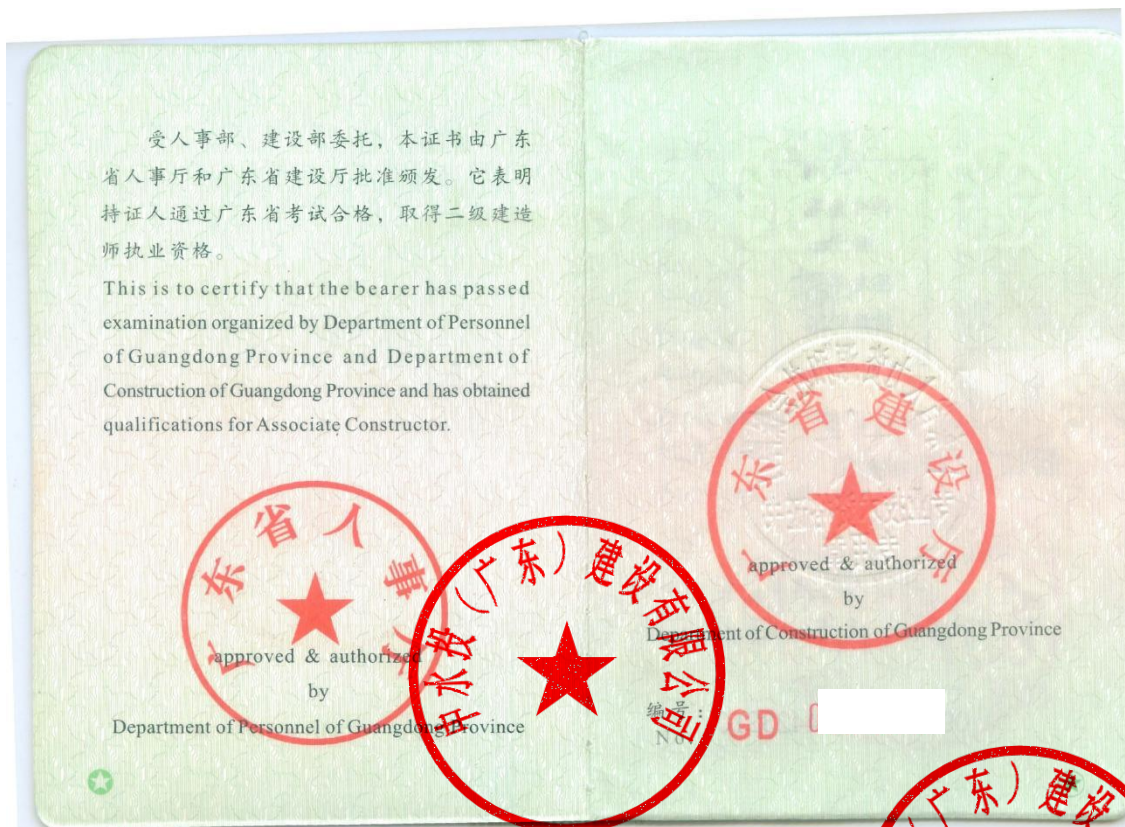 受人事部、建设部委托，本证书由广东
省人事厅和广东省建设厅批准颁发。它表明
持证人通过广东省考试合格，取得二级建造
师执业资格。
This is to certify that the bearer has passed
examination organized by Department of Personnel
of Guangdong Province and Department of
Construction of Guangdong Province and has obtained
qualifications for Associate Constructor.
广东省人事厅
approved & authorized
by
Department of Personnel of Guangdong Province
中水投（广东）建设有限公司
广东省建设厅
approved & authorized
by
Department of Construction of Guangdong Province
编号：
No
GD 0
广东）建设